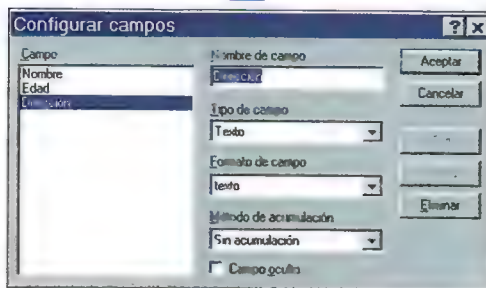 Configurar campos
Campo
Nombre
Edad
Dirección
Nombre de campo
Dirección
Tipo de campo
Texto
Formato de campo
texto
Método de acumulación
Sin acumulación
Campo oculto
Aceptar
Cancelar
Eliminar